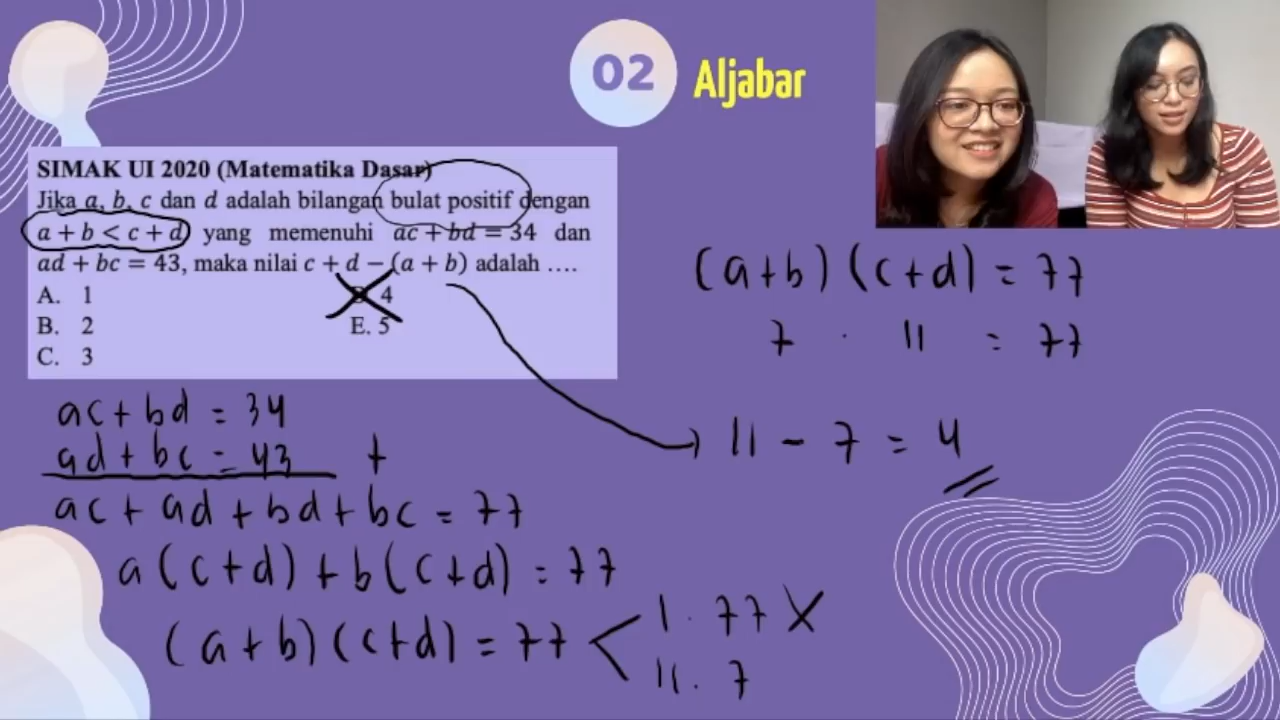 02 Aljabar
SIMAK UI 2020 (Matematika Dasar)
Jika a, b, c dan d adalah bilangan bulat positif dengan
a + b < c + d yang memenuhi ac + bd = 34 dan
ad + bc = 43, maka nilai c + d − (a + b) adalah ….
A. 1
B. 2
C. 3
4
E. 5
ac + bd = 34
ad + bc = 43 +
ac + ad + bd + bc = 77
a(c+d) + b(c+d) = 77
(a+b)(c+d) = 77 < 1 . 77 X
11 . 7
(a+b)(c+d) = 77
7 . 11 = 77
→ 11 − 7 = 4